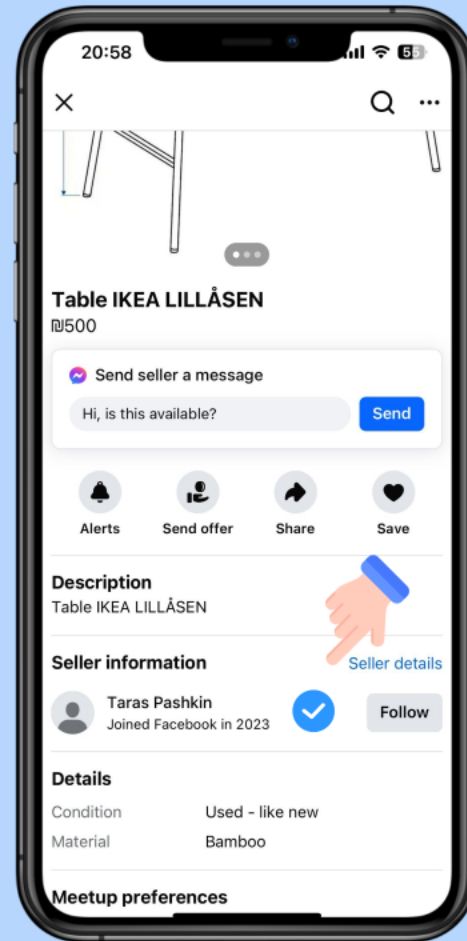 20:58
55
Table IKEA LILLÅSEN
₪500
Send seller a message
Hi, is this available?
Send
Alerts Send offer Share Save
Description
Table IKEA LILLÅSEN
Seller information
Seller details
Taras Pashkin
Joined Facebook in 2023
Follow
Details
Condition Used - like new
Material Bamboo
Meetup preferences